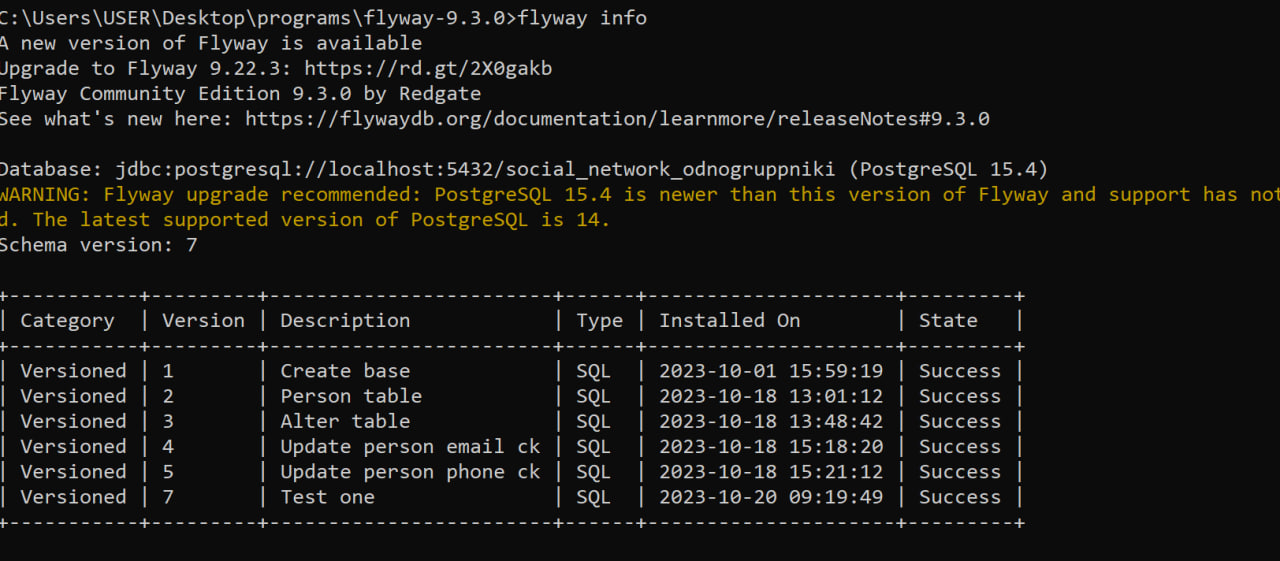 C:\Users\USER\Desktop\programs\flyway-9.3.0>flyway info
A new version of Flyway is available
Upgrade to Flyway 9.22.3: https://rd.gt/2X0gakb
Flyway Community Edition 9.3.0 by Redgate
See what's new here: https://flywaydb.org/documentation/learnmore/releaseNotes#9.3.0
Database: jdbc:postgresql://localhost:5432/social_network_odnogruppniki (PostgreSQL 15.4)
WARNING: Flyway upgrade recommended: PostgreSQL 15.4 is newer than this version of Flyway and support has not
d. The latest supported version of PostgreSQL is 14.
Schema version: 7
+-----------+---------+------------------------+------+---------------------+---------+
| Category  | Version | Description            | Type | Installed On        | State   |
+-----------+---------+------------------------+------+---------------------+---------+
| Versioned | 1       | Create base            | SQL  | 2023-10-01 15:59:19 | Success |
| Versioned | 2       | Person table           | SQL  | 2023-10-18 13:01:12 | Success |
| Versioned | 3       | Alter table            | SQL  | 2023-10-18 13:48:42 | Success |
| Versioned | 4       | Update person email ck | SQL  | 2023-10-18 15:18:20 | Success |
| Versioned | 5       | Update person phone ck | SQL  | 2023-10-18 15:21:12 | Success |
| Versioned | 7       | Test one               | SQL  | 2023-10-20 09:19:49 | Success |
+-----------+---------+------------------------+------+---------------------+---------+